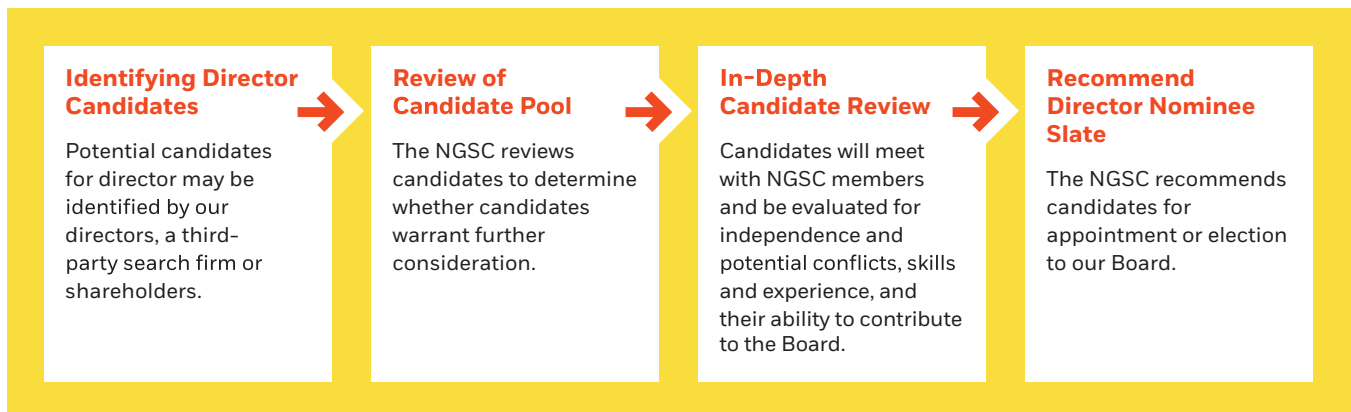 Identifying Director
Candidates
Potential candidates
for director may be
identified by our
directors, a third-
party search firm or
shareholders.
Review of
Candidate Pool
The NGSC reviews
candidates to determine
whether candidates
warrant further
consideration.
In-Depth
Candidate Review
Candidates will meet
with NGSC members
and be evaluated for
independence and
potential conflicts, skills
and experience, and
their ability to contribute
to the Board.
Recommend
Director Nominee
Slate
The NGSC recommends
candidates for
appointment or election
to our Board.